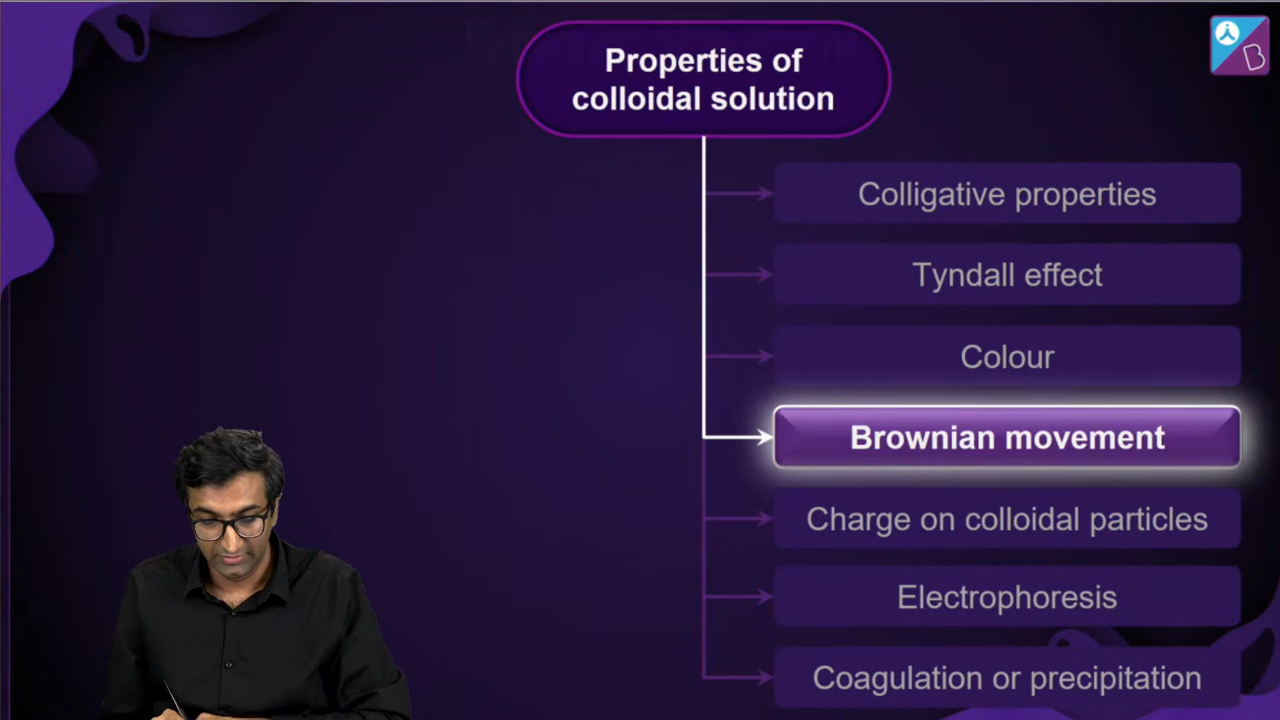 Properties of
colloidal solution
Colligative properties
Tyndall effect
Colour
Brownian movement
Charge on colloidal particles
Electrophoresis
Coagulation or precipitation